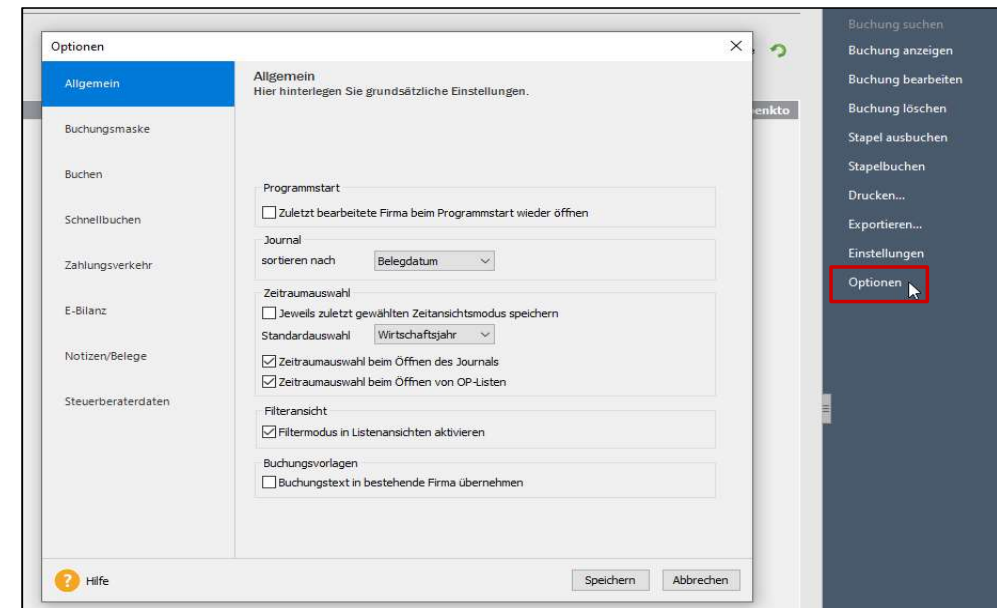 Optionen
Allgemein
Buchungsmaske
Buchen
Schnellbuchen
Zahlungsverkehr
E-Bilanz
Notizen/Belege
Steuerberaterdaten
Allgemein
Hier hinterlegen Sie grundsätzliche Einstellungen.
Programmstart
Zuletzt bearbeitete Firma beim Programmstart wieder öffnen
Journal
sortieren nach Belegdatum
Zeitraumauswahl
Jeweils zuletzt gewählten Zeitansichtsmodus speichern
Standardauswahl Wirtschaftsjahr
Zeitraumauswahl beim Öffnen des Journals
Zeitraumauswahl beim Öffnen von OP-Listen
Filteransicht
Filtermodus in Listenansichten aktivieren
Buchungsvorlagen
Buchungstext in bestehende Firma übernehmen
? Hilfe
Speichern Abbrechen
Buchung suchen
Buchung anzeigen
Buchung bearbeiten
Buchung löschen
Stapel ausbuchen
Stapelbuchen
Drucken...
Exportieren...
Einstellungen
Optionen